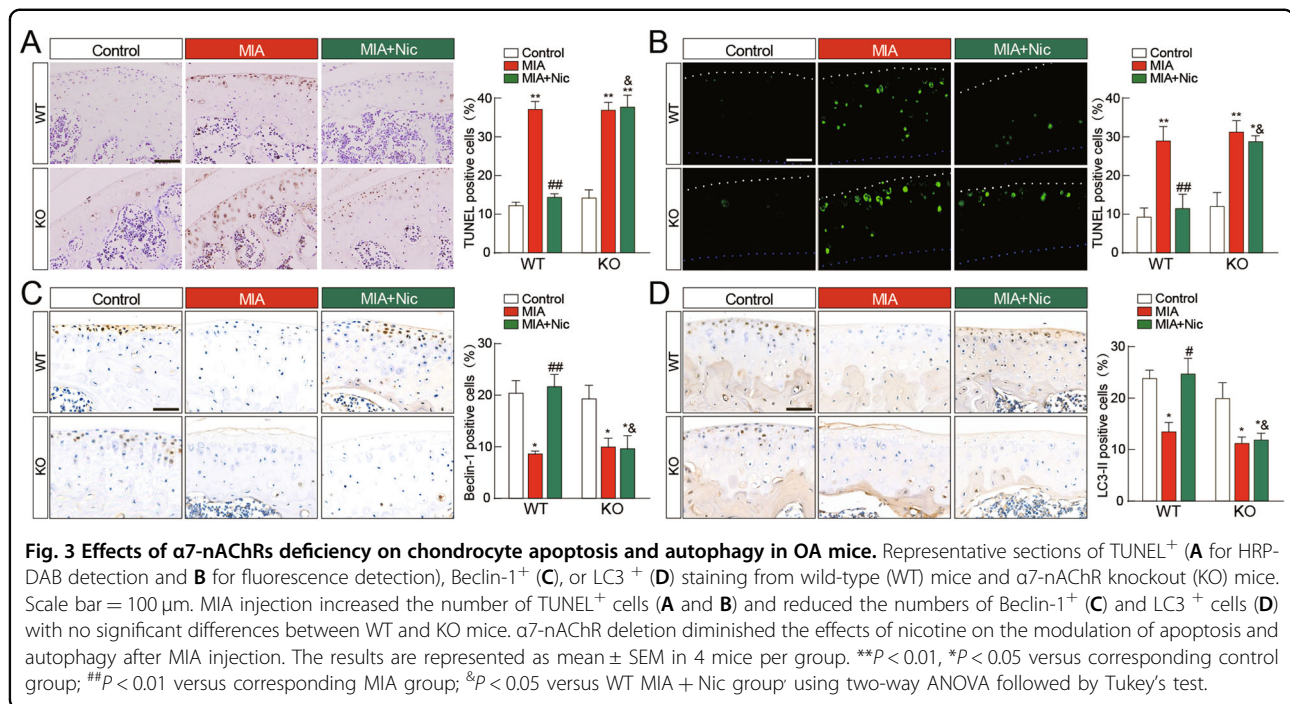 A
Control MIA MIA+Nic
WT
KO
Control
MIA
MIA+Nic
TUNEL positive cells (%)
40
30
20
10
0
**
##
**
&
**
WT KO
B
Control MIA MIA+Nic
WT
KO
Control
MIA
MIA+Nic
TUNEL positive cells (%)
40
30
20
10
0
**
##
**
*&
WT KO
C
Control MIA MIA+Nic
WT
KO
Control
MIA
MIA+Nic
Beclin-1 positive cells (%)
30
20
10
0
*
##
*
*&
WT KO
D
Control MIA MIA+Nic
WT
KO
Control
MIA
MIA+Nic
LC3-II positive cells (%)
30
25
20
15
10
5
0
*
#
*
*&
WT KO
Fig. 3 Effects of α7-nAChRs deficiency on chondrocyte apoptosis and autophagy in OA mice. Representative sections of TUNEL+ (A for HRP-
DAB detection and B for fluorescence detection), Beclin-1+ (C), or LC3 + (D) staining from wild-type (WT) mice and α7-nAChR knockout (KO) mice.
Scale bar = 100 μm. MIA injection increased the number of TUNEL+ cells (A and B) and reduced the numbers of Beclin-1+ (C) and LC3 + cells (D)
with no significant differences between WT and KO mice. α7-nAChR deletion diminished the effects of nicotine on the modulation of apoptosis and
autophagy after MIA injection. The results are represented as mean ± SEM in 4 mice per group. **P < 0.01, *P < 0.05 versus corresponding control
group; ##P < 0.01 versus corresponding MIA group; &P < 0.05 versus WT MIA + Nic group, using two-way ANOVA followed by Tukey's test.